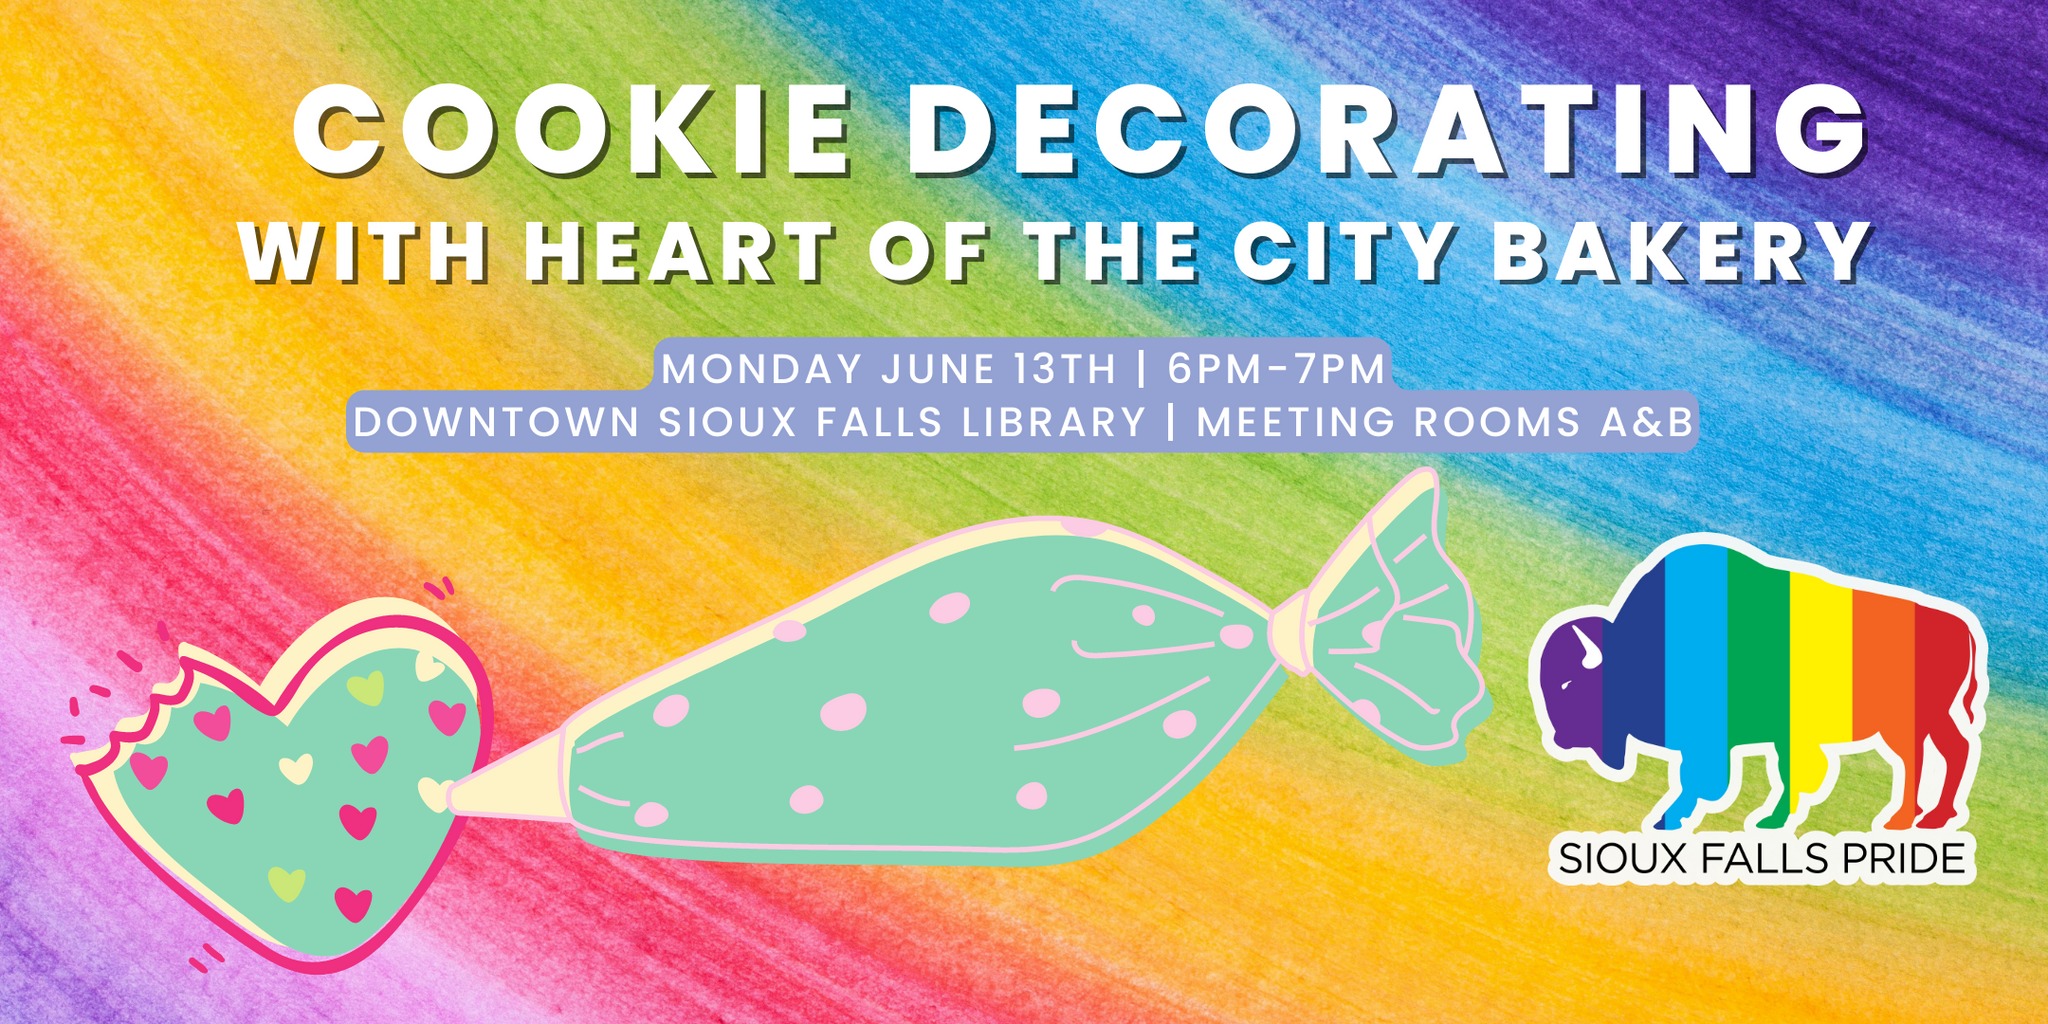 COOKIE DECORATING
WITH HEART OF THE CITY BAKERY
MONDAY JUNE 13TH | 6PM-7PM
DOWNTOWN SIOUX FALLS LIBRARY | MEETING ROOMS A&B
SIOUX FALLS PRIDE